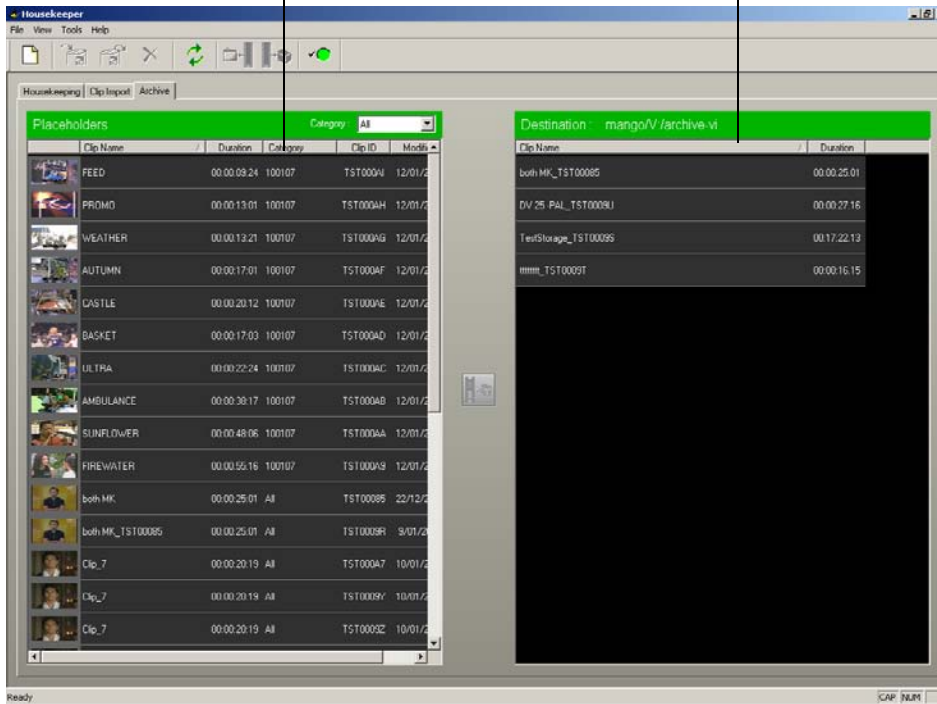 Housekeeper
File View Tools Help
Housekeeping Clip Import Archive
Placeholders Category: All
Clip Name / Duration Category Clip ID Modifi
FEED 00:00:09:24 100107 TST000AI 12/01/2
PROMO 00:00:13:01 100107 TST000AH 12/01/2
WEATHER 00:00:13:21 100107 TST000AG 12/01/2
AUTUMN 00:00:17:01 100107 TST000AF 12/01/2
CASTLE 00:00:20:12 100107 TST000AE 12/01/2
BASKET 00:00:17:03 100107 TST000AD 12/01/2
ULTRA 00:00:22:24 100107 TST000AC 12/01/2
AMBULANCE 00:00:38:17 100107 TST000AB 12/01/2
SUNFLOWER 00:00:48:06 100107 TST000AA 12/01/2
FIREWATER 00:00:55:16 100107 TST000A9 12/01/2
both MK 00:00:25:01 All TST00085 22/12/2
both MK_TST00085 00:00:25:01 All TST0009R 9/01/20
Clip_7 00:00:20:19 All TST000A7 10/01/2
Clip_7 00:00:20:19 All TST0009Y 10/01/2
Clip_7 00:00:20:19 All TST0009Z 10/01/2
Destination : mango/V:/archive-vi
Clip Name / Duration
both MK_TST00085 00:00:25:01
DV 25 -PAL_TST0009U 00:00:27:16
TestStorage_TST0009S 00:17:22:13
00:00:16:15
Ready
CAP NUM